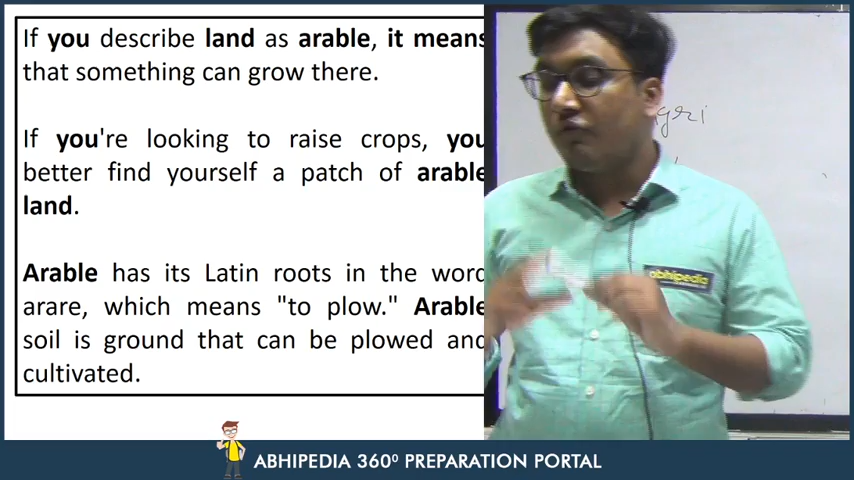 If you describe land as arable, it means
that something can grow there.
If you're looking to raise crops, you
better find yourself a patch of arable
land.
Arable has its Latin roots in the word
arare, which means "to plow." Arable
soil is ground that can be plowed and
cultivated.
gri
abhipedia
ABHIPEDIA 360º PREPARATION PORTAL